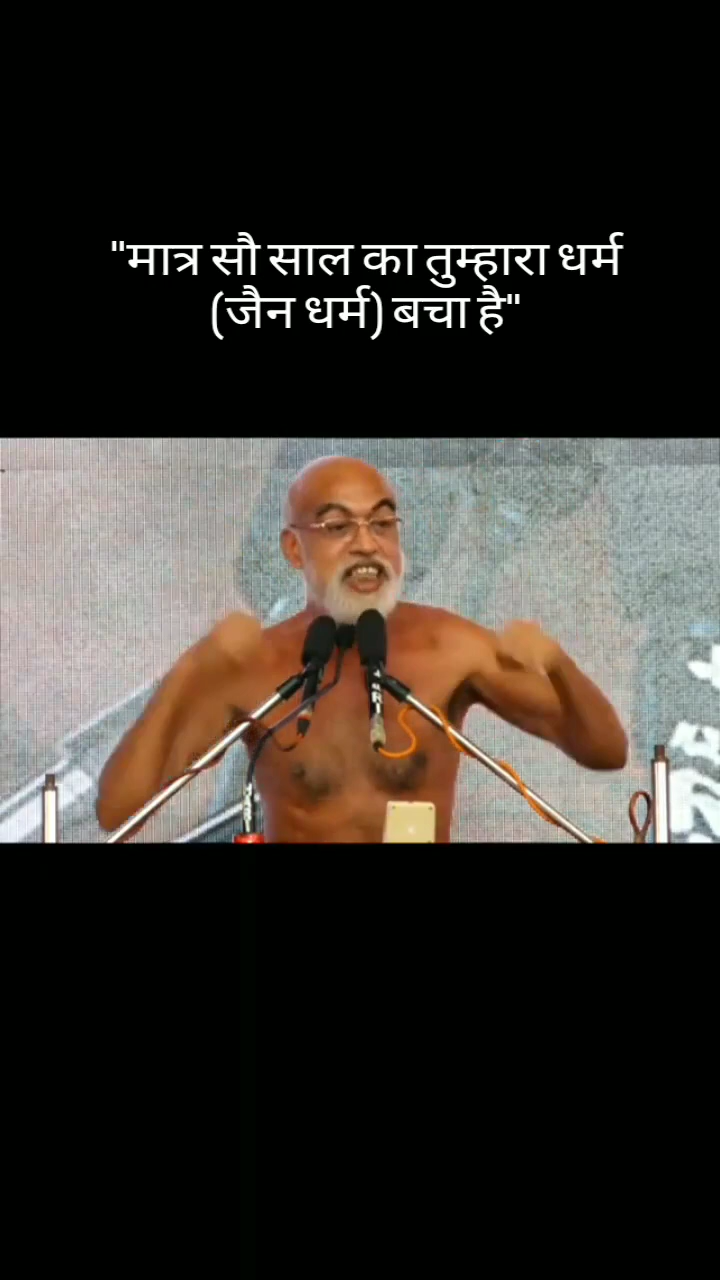 "मात्र सौ साल का तुम्हारा धर्म
(जैन धर्म) बचा है"